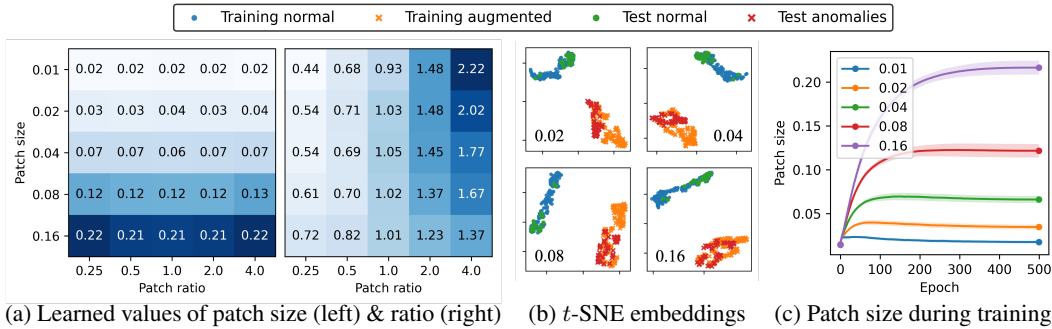 Training normal Training augmented Test normal Test anomalies
Patch size
0.01 0.02 0.02 0.02 0.02 0.02
0.02 0.03 0.04 0.03 0.04 0.04
0.04 0.07 0.07 0.06 0.07 0.07
0.08 0.12 0.12 0.12 0.12 0.13
0.16 0.22 0.21 0.21 0.21 0.22
0.25 0.5 1.0 2.0 4.0
Patch ratio
0.44 0.68 0.93 1.48 2.22
0.54 0.71 1.03 1.48 2.02
0.54 0.69 1.05 1.45 1.77
0.61 0.70 1.02 1.37 1.67
0.72 0.82 1.01 1.23 1.37
0.25 0.5 1.0 2.0 4.0
Patch ratio
(a) Learned values of patch size (left) & ratio (right)
0.02 0.04
0.08 0.16
(b) t-SNE embeddings
0.20
0.15
0.10
0.05
0.01
0.02
0.04
0.08
0.16
0 100 200 300 400 500
Epoch
(c) Patch size during training